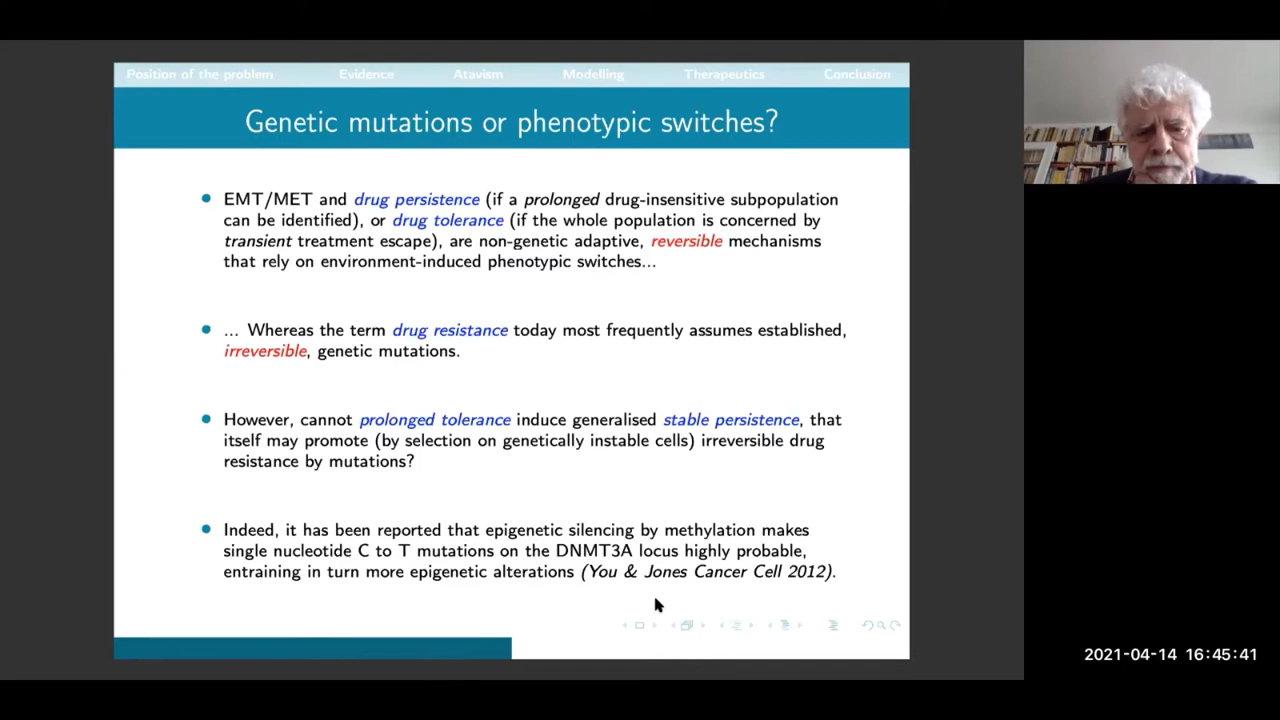 Position of the problem Evidence Atavism Modelling Therapeutics Conclusion
Genetic mutations or phenotypic switches?
EMT/MET and drug persistence (if a prolonged drug-insensitive subpopulation
can be identified), or drug tolerance (if the whole population is concerned by
transient treatment escape), are non-genetic adaptive, reversible mechanisms
that rely on environment-induced phenotypic switches...
... Whereas the term drug resistance today most frequently assumes established,
irreversible, genetic mutations.
However, cannot prolonged tolerance induce generalised stable persistence, that
itself may promote (by selection on genetically instable cells) irreversible drug
resistance by mutations?
Indeed, it has been reported that epigenetic silencing by methylation makes
single nucleotide C to T mutations on the DNMT3A locus highly probable,
entraining in turn more epigenetic alterations (You & Jones Cancer Cell 2012).
2021-04-14 16:45:41